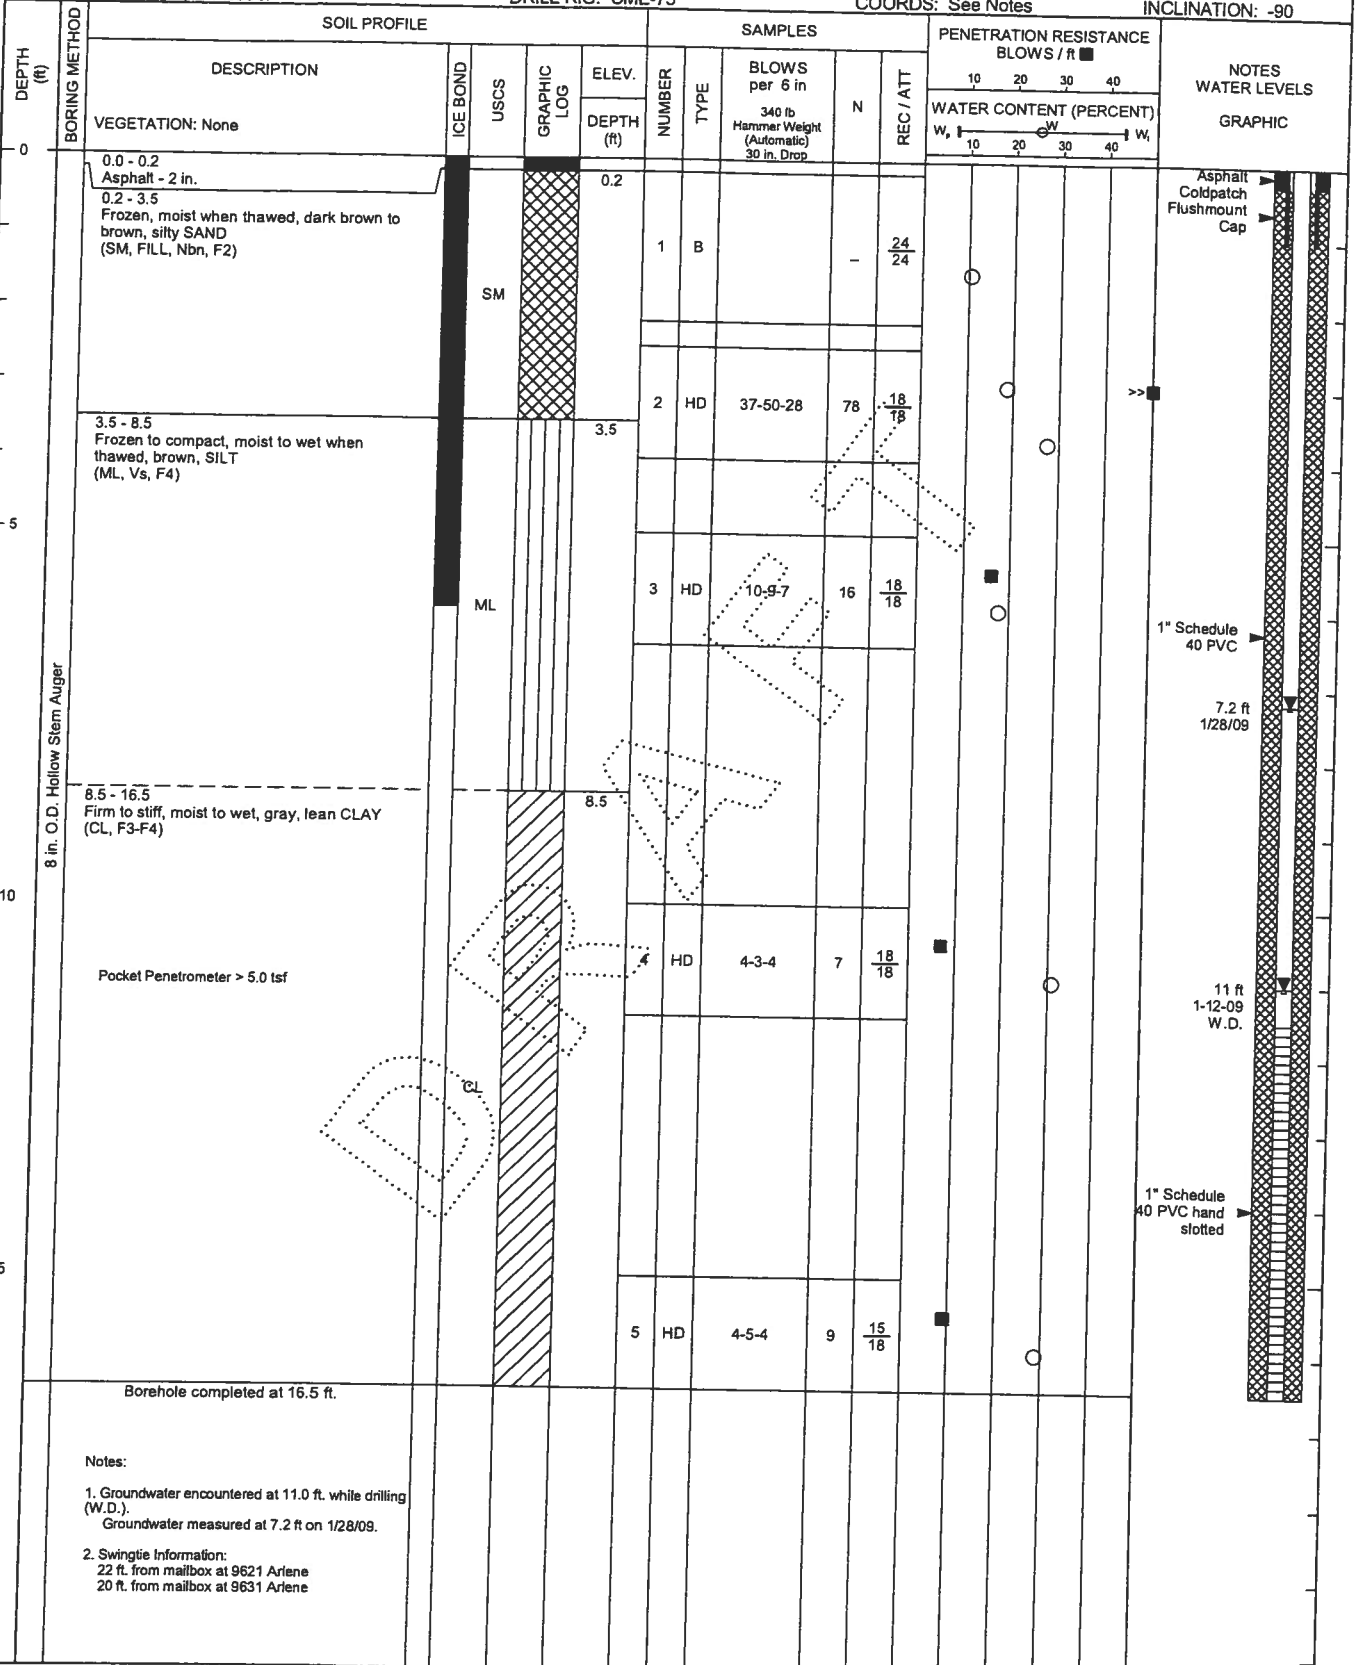 DRILL RIG: CME-75 COORDS: See Notes INCLINATION: -90
DEPTH (ft)
BORING METHOD
SOIL PROFILE
DESCRIPTION
VEGETATION: None
ICE BOND
USCS
GRAPHIC LOG
ELEV.
DEPTH
(ft)
SAMPLES
NUMBER
TYPE
BLOWS
per 6 in
340 lb
Hammer Weight
(Automatic)
30 in. Drop
N
REC / ATT
PENETRATION RESISTANCE
BLOWS / ft ■
10 20 30 40
WATER CONTENT (PERCENT)
Wp W Wl
10 20 30 40
NOTES
WATER LEVELS
GRAPHIC
0
0.0 - 0.2
Asphalt - 2 in.
0.2 - 3.5
Frozen, moist when thawed, dark brown to
brown, silty SAND
(SM, FILL, Nbn, F2)
SM
0.2
1 B – 24/24
Asphalt
Coldpatch
Flushmount
Cap
2 HD 37-50-28 78 18/18
>>
3.5 - 8.5
Frozen to compact, moist to wet when
thawed, brown, SILT
(ML, Vs, F4)
3.5
5
ML
3 HD 10-9-7 16 18/18
1" Schedule
40 PVC
7.2 ft
1/28/09
8 in. O.D. Hollow Stem Auger
8.5 - 16.5
Firm to stiff, moist to wet, gray, lean CLAY
(CL, F3-F4)
8.5
10
4 HD 4-3-4 7 18/18
Pocket Penetrometer > 5.0 tsf
11 ft
1-12-09
W.D.
CL
1" Schedule
40 PVC hand
slotted
5
5 HD 4-5-4 9 15/18
Borehole completed at 16.5 ft.
Notes:
1. Groundwater encountered at 11.0 ft. while drilling
(W.D.).
Groundwater measured at 7.2 ft on 1/28/09.
2. Swingtie Information:
22 ft. from mailbox at 9621 Arlene
20 ft. from mailbox at 9631 Arlene
DRAFT